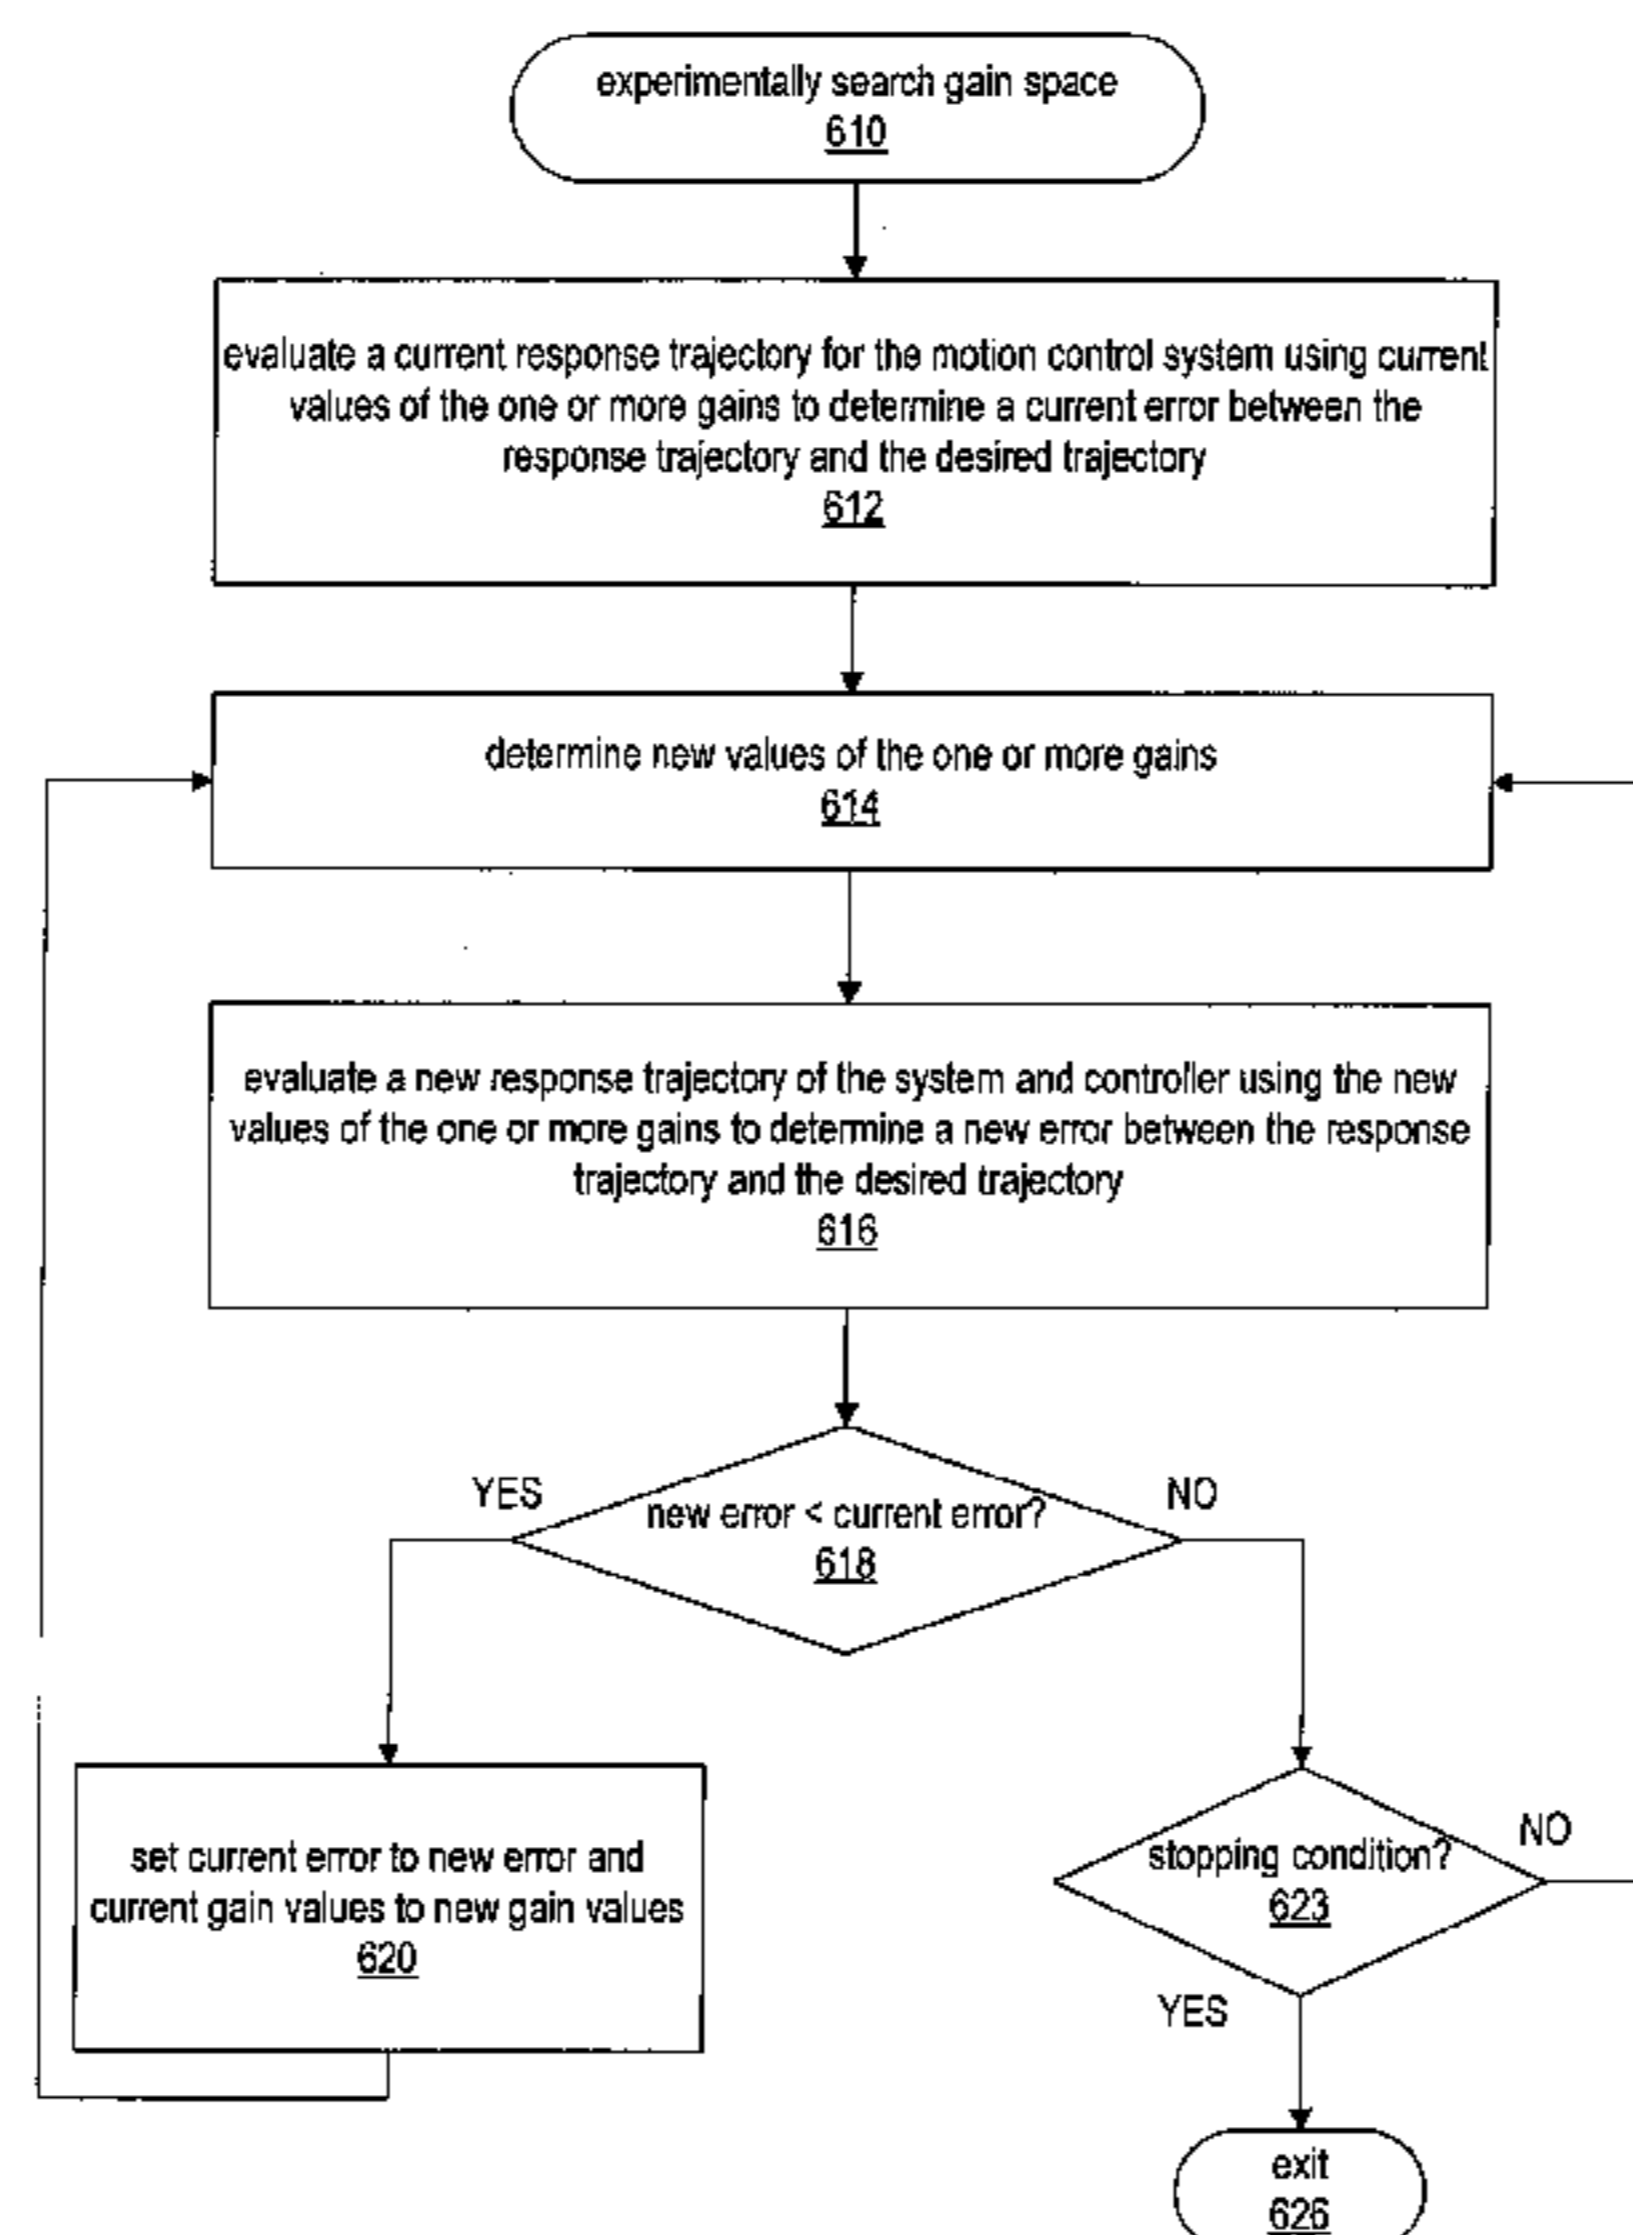 experimentally search gain space
610
evaluate a current response trajectory for the motion control system using current
values of the one or more gains to determine a current error between the
response trajectory and the desired trajectory
612
determine new values of the one or more gains
614
evaluate a new response trajectory of the system and controller using the new
values of the one or more gains to determine a new error between the response
trajectory and the desired trajectory
616
YES
NO
new error < current error?
618
set current error to new error and
current gain values to new gain values
620
NO
stopping condition?
623
YES
exit
626